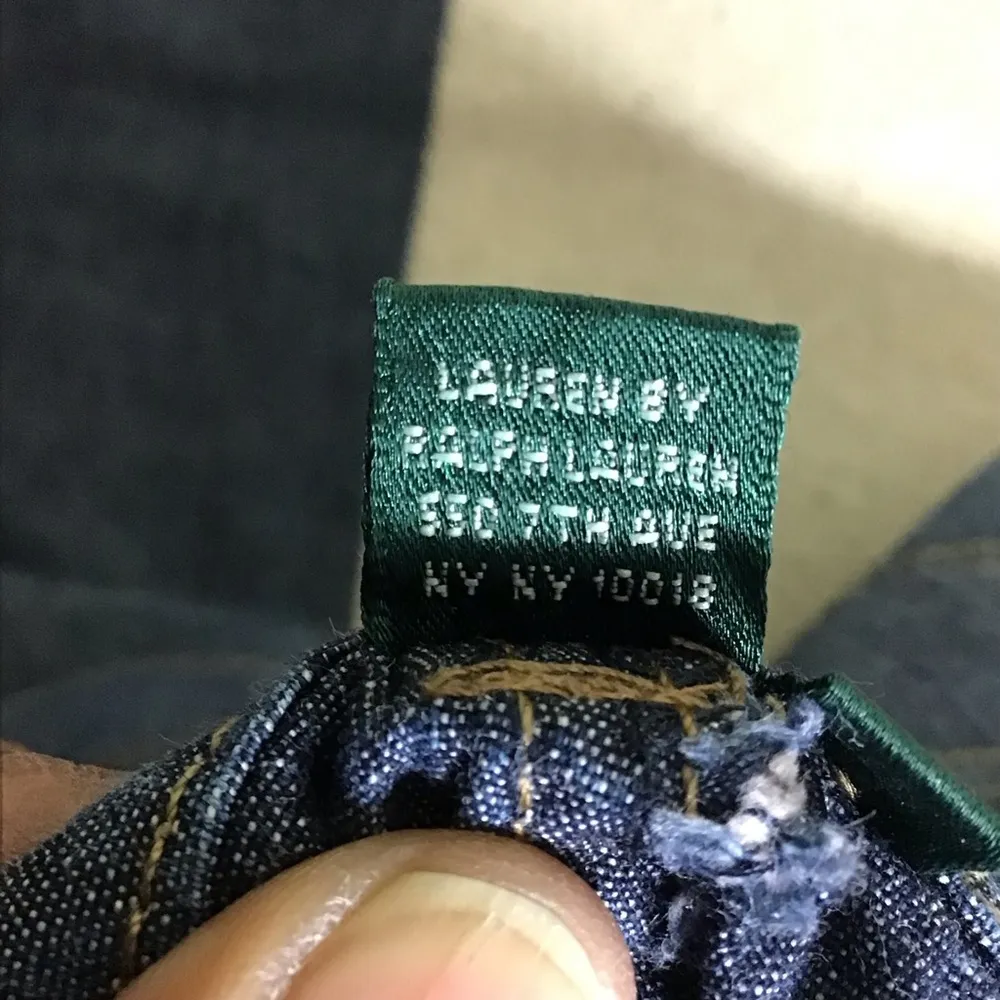 LAUREN BY
RALPH LAUREN
550 7TH AVE
NY NY 10018